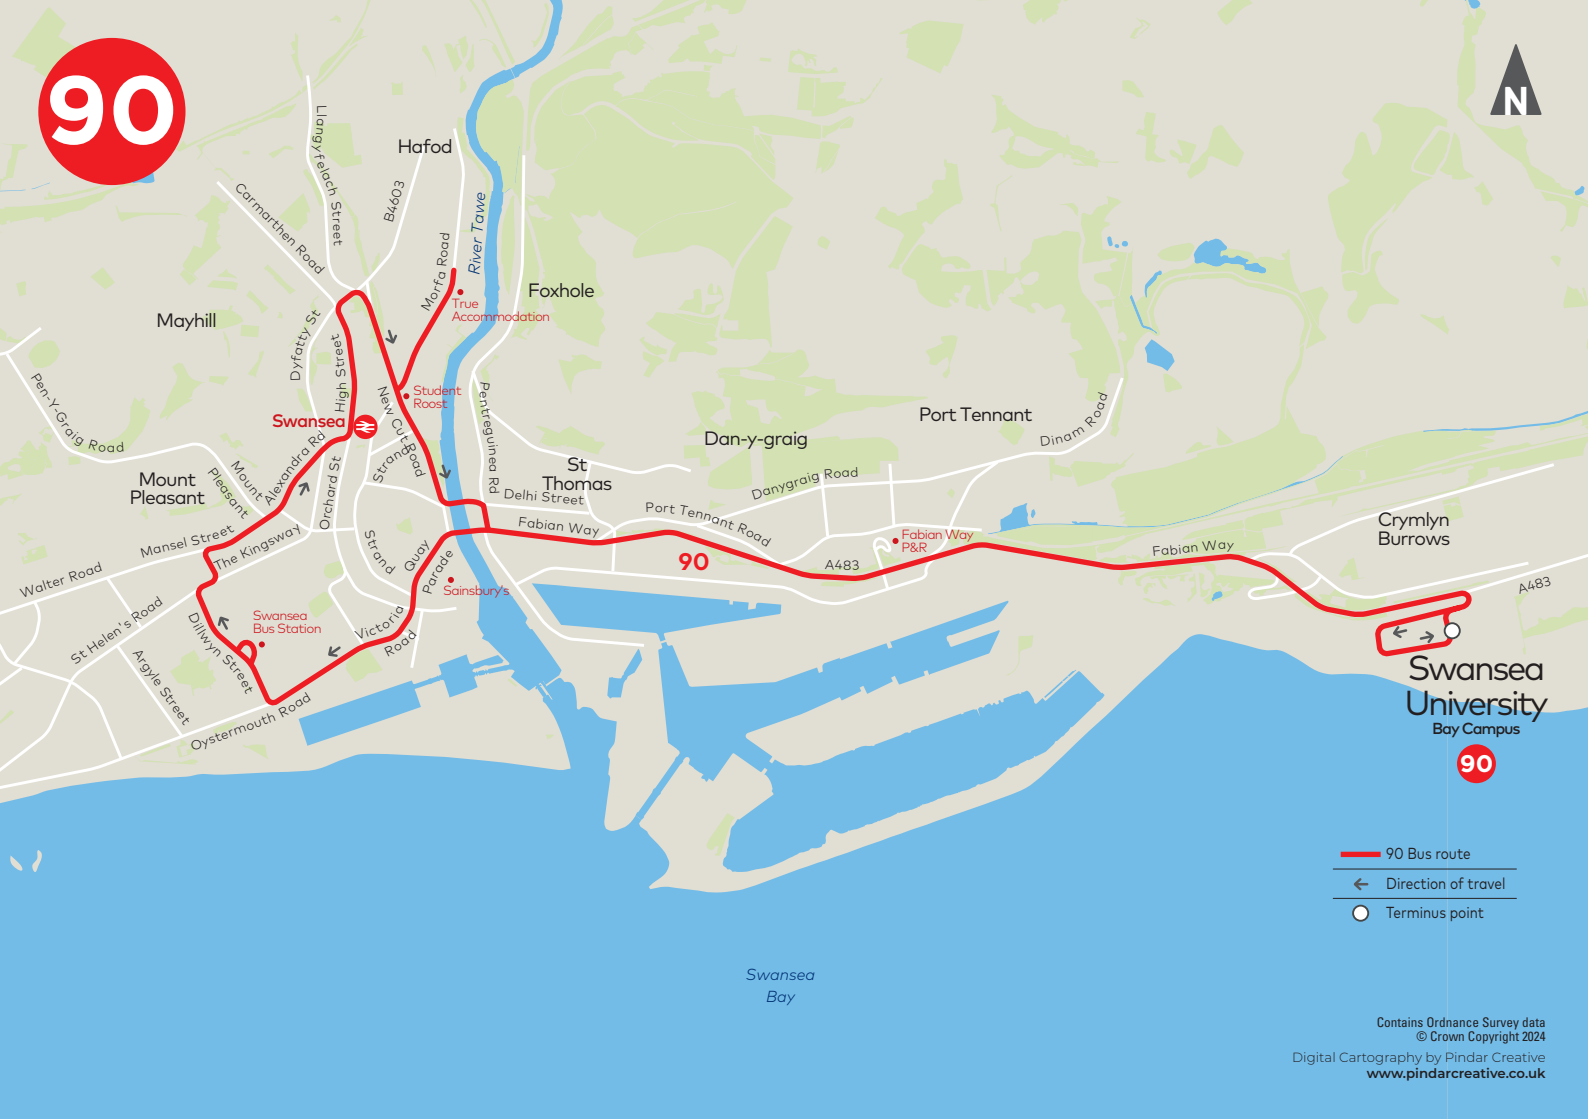 90
N
Hafod
Llangyfelach Street
Carmarthen Road
B4603
River Tawe
Morfa Road
Foxhole
True
Accommodation
Mayhill
Dyfatty St
High Street
Pen-Y-Graig Road
New Cut Road
Student
Roost
Pentreguinea Rd
Swansea
Alexandra Rd
Strand
Orchard St
Mount
Pleasant
Mount
Pleasant
Port Tennant
Dinam Road
Dan-y-graig
St
Thomas
Danygraig Road
Delhi Street
Port Tennant Road
Fabian Way
90
Fabian Way
P&R
A483
Fabian Way
Crymlyn
Burrows
A483
Mansel Street
The Kingsway
Walter Road
Strand
Quay
Parade
Sainsbury's
St Helen's Road
Dillwyn Street
Swansea
Bus Station
Victoria
Road
Argyle Street
Oystermouth Road
Swansea
University
Bay Campus
90
90 Bus route
Direction of travel
Terminus point
Swansea
Bay
Contains Ordnance Survey data
© Crown Copyright 2024
Digital Cartography by Pindar Creative
www.pindarcreative.co.uk